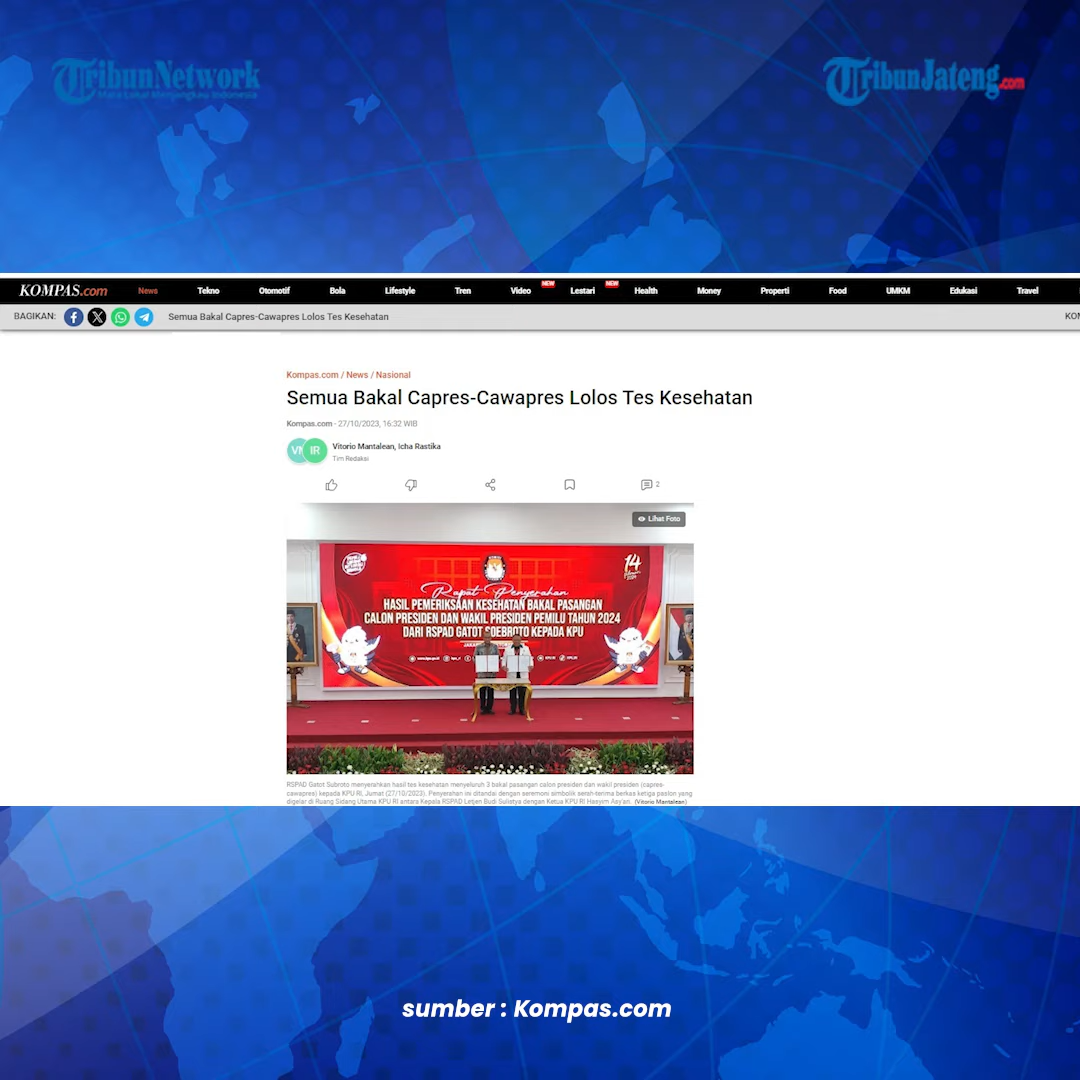 TribunNetwork
Mata Lokal Menjangkau Indonesia
TribunJateng.com
KOMPAS.com News Tekno Otomotif Bola Lifestyle Tren Video NEW Lestari NEW Health Money Properti Food UMKM Edukasi Travel
BAGIKAN: Semua Bakal Capres-Cawapres Lolos Tes Kesehatan KOM
Kompas.com / News / Nasional
Semua Bakal Capres-Cawapres Lolos Tes Kesehatan
Kompas.com - 27/10/2023, 16:32 WIB
IR
Vitorio Mantalean, Icha Rastika
Tim Redaksi
2
Lihat Foto
14
Rapat Penyerahan
HASIL PEMERIKSAAN KESEHATAN BAKAL PASANGAN
CALON PRESIDEN DAN WAKIL PRESIDEN PEMILU TAHUN 2024
DARI RSPAD GATOT SOEBROTO KEPADA KPU
RSPAD Gatot Subroto menyerahkan hasil tes kesehatan menyeluruh 3 bakal pasangan calon presiden dan wakil presiden (capres-
cawapres) kepada KPU RI, Jumat (27/10/2023). Penyerahan ini ditandai dengan seremoni simbolik serah-terima berkas ketiga paslon yang
digelar di Ruang Sidang Utama KPU RI antara Kepala RSPAD Letjen Budi Sulistya dengan Ketua KPU RI Hasyim Asy'ari. (Vitorio Mantalean)
sumber : Kompas.com